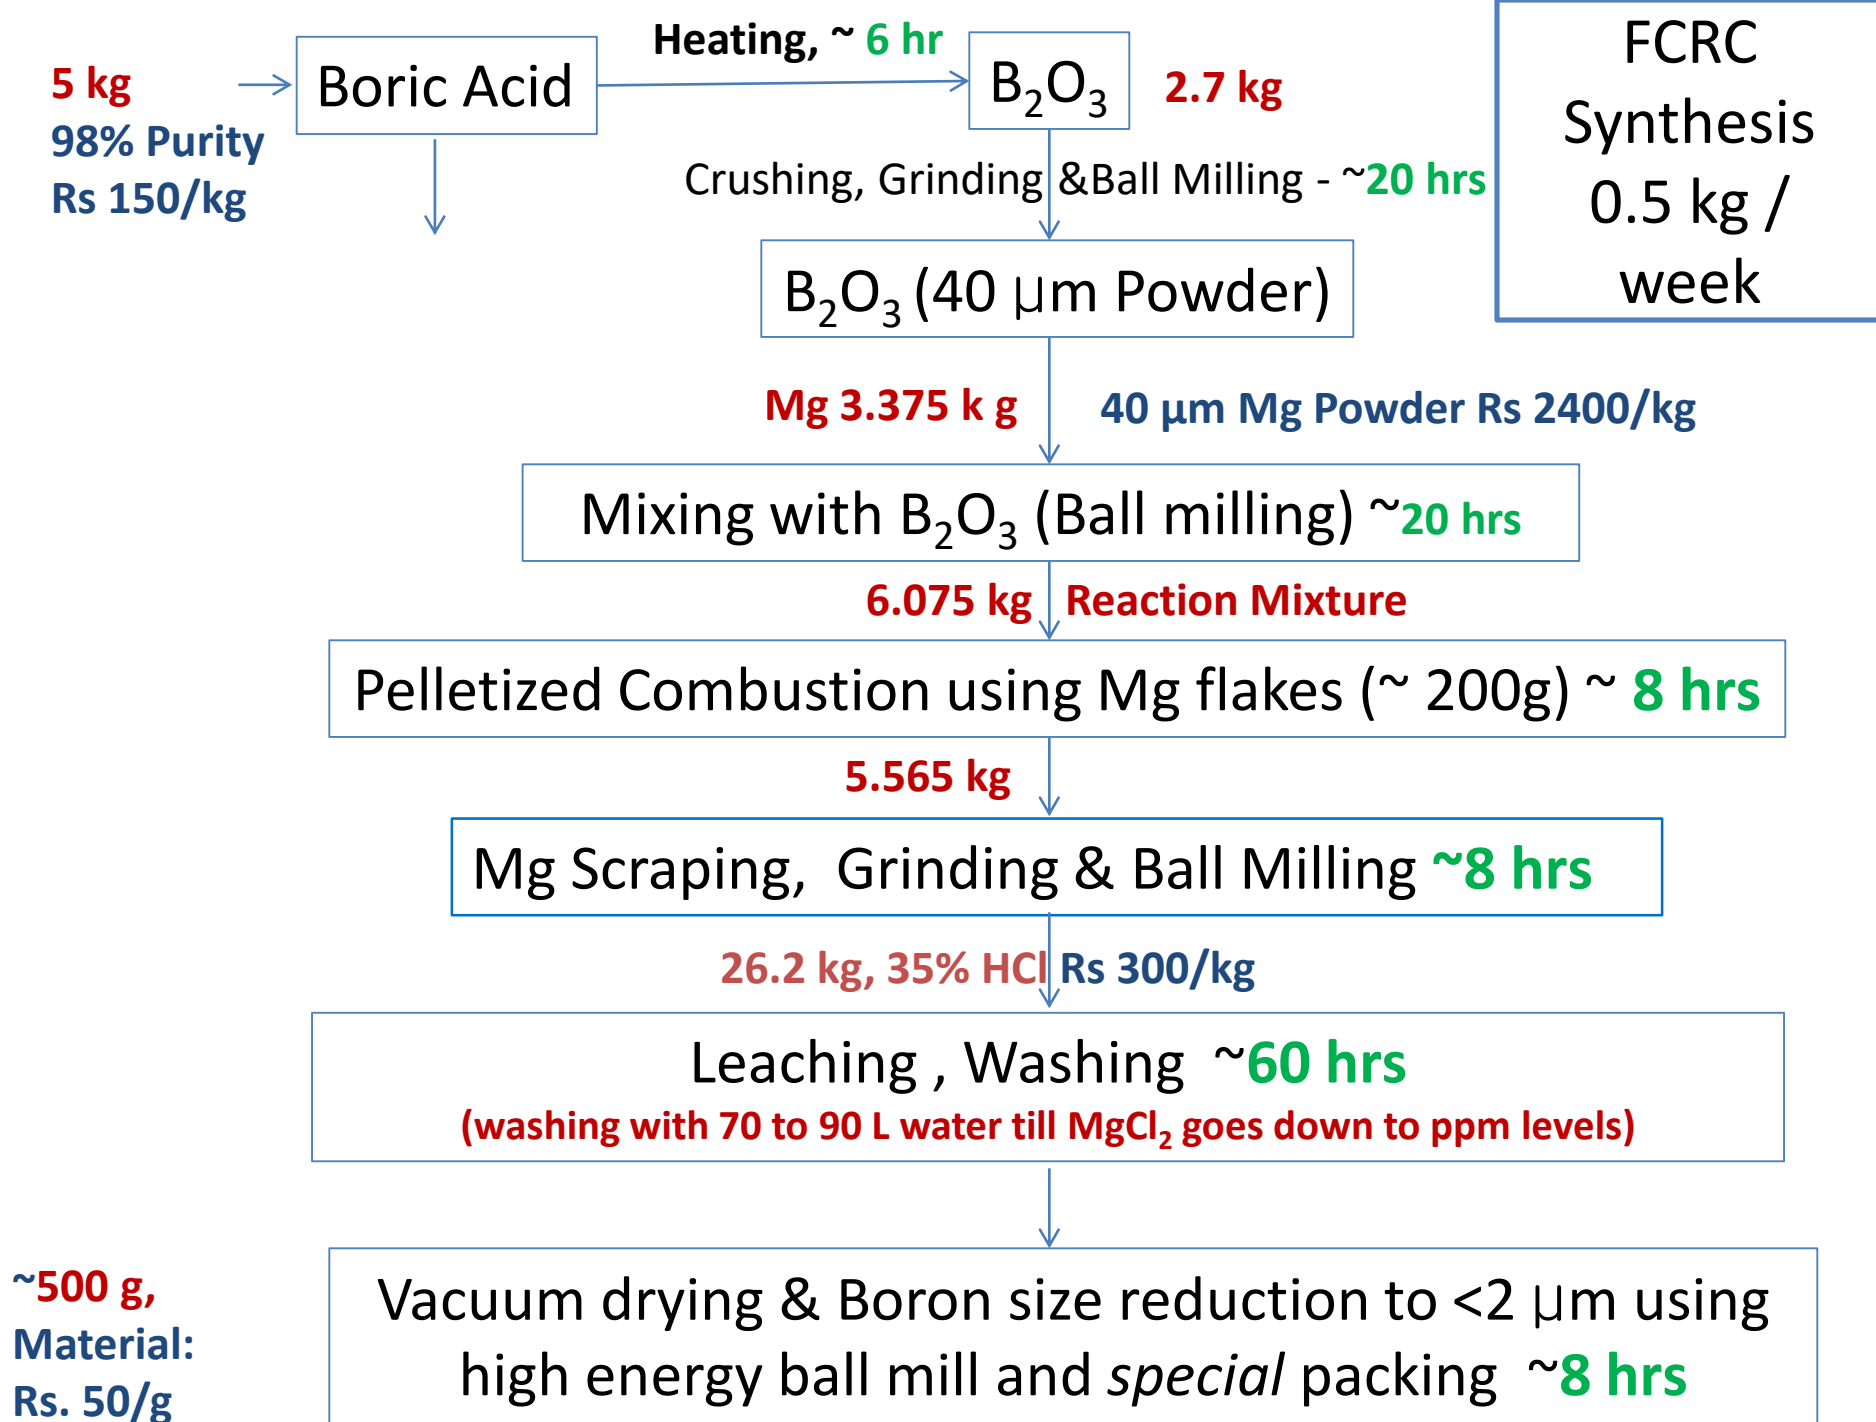 Heating, ~ 6 hr
5 kg
98% Purity
Rs 150/kg
Boric Acid
B₂O₃
2.7 kg
FCRC
Synthesis
0.5 kg /
week
Crushing, Grinding &Ball Milling - ~20 hrs
B₂O₃ (40 µm Powder)
Mg 3.375 k g
40 µm Mg Powder Rs 2400/kg
Mixing with B₂O₃ (Ball milling) ~20 hrs
6.075 kg Reaction Mixture
Pelletized Combustion using Mg flakes (~ 200g) ~ 8 hrs
5.565 kg
Mg Scraping, Grinding & Ball Milling ~8 hrs
26.2 kg, 35% HCl Rs 300/kg
Leaching , Washing ~60 hrs
(washing with 70 to 90 L water till MgCl₂ goes down to ppm levels)
~500 g,
Material:
Rs. 50/g
Vacuum drying & Boron size reduction to <2 µm using
high energy ball mill and special packing ~8 hrs